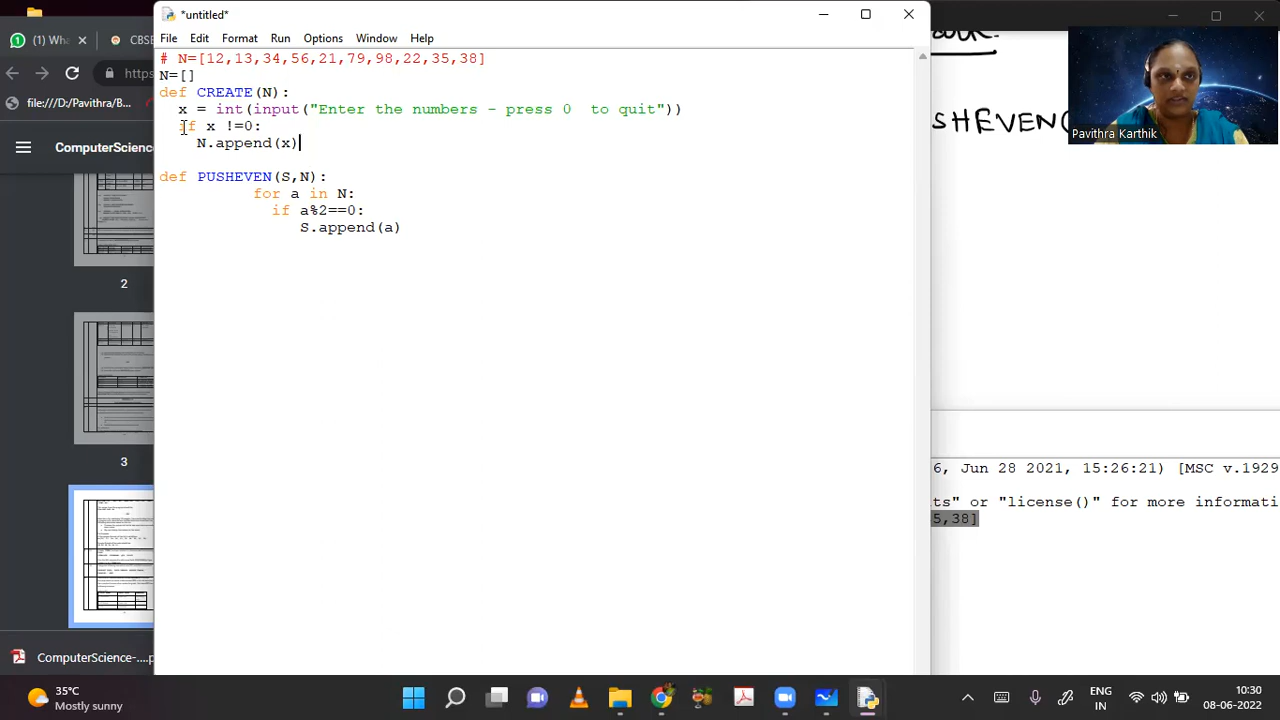 *untitled*
File Edit Format Run Options Window Help
# N=[12,13,34,56,21,79,98,22,35,38]
N=[]
def CREATE(N):
x = int(input("Enter the numbers - press 0  to quit"))
if x !=0:
N.append(x)
def PUSHEVEN(S,N):
for a in N:
if a%2==0:
S.append(a)
1 Wha
CBSE
https
file:///D:/Pavithra/B...
ComputerScience
2
3
ComputerScience-....p
SHEVEN(
Pavithra Karthik
6, Jun 28 2021, 15:26:21) [MSC v.1929
ts" or "license()" for more informati
5,38]
35°C
Mostly sunny
ENG
IN
10:30
08-06-2022